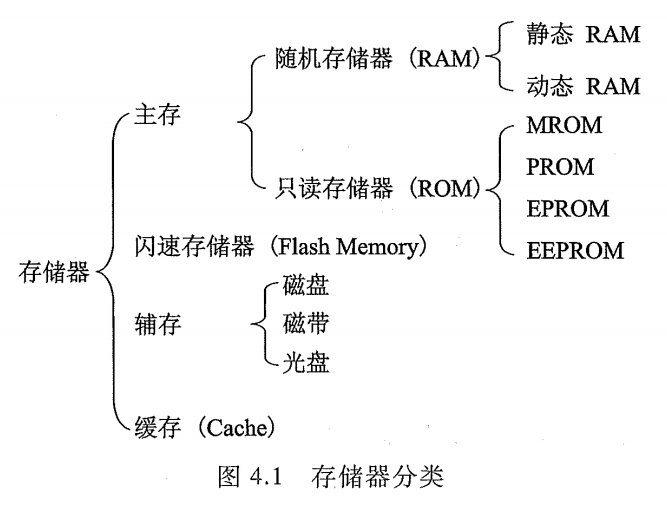 静态 RAM
随机存储器 (RAM)
动态 RAM
主存
MROM
PROM
只读存储器 (ROM)
EPROM
EEPROM
闪速存储器 (Flash Memory)
存储器
磁盘
辅存
磁带
光盘
缓存 (Cache)
图 4.1 存储器分类